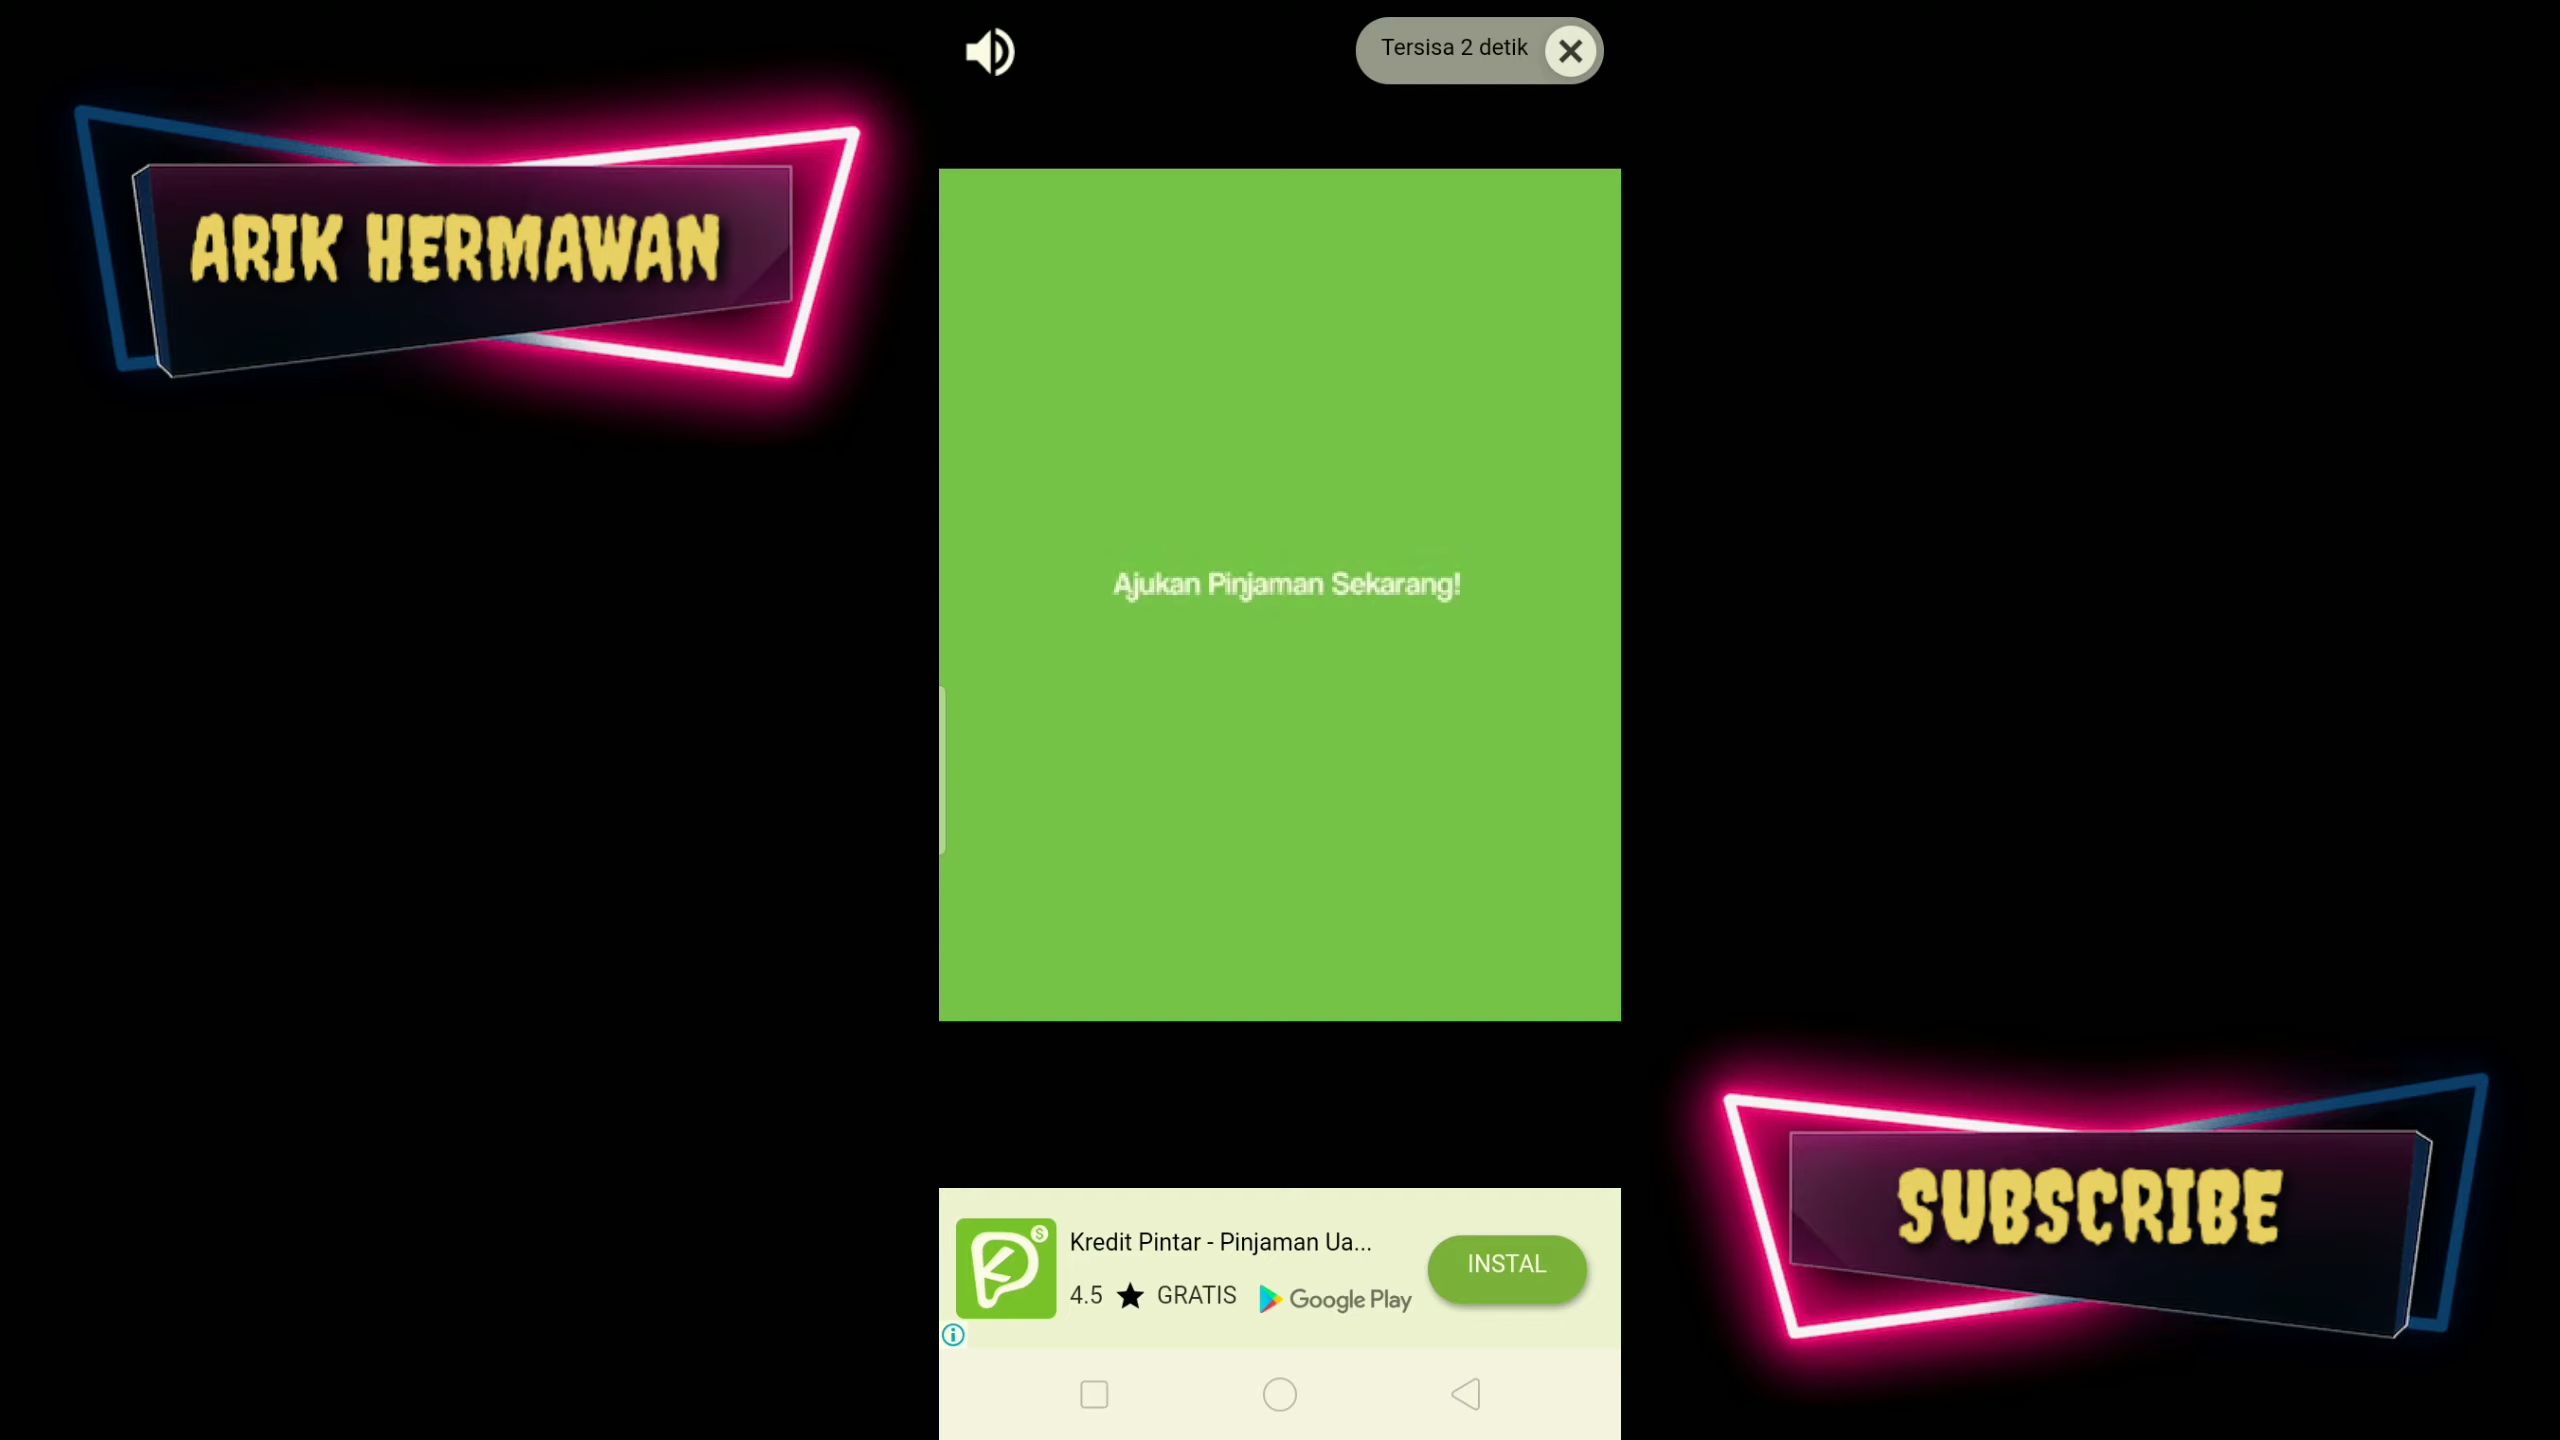 Tersisa 2 detik
ARIK HERMAWAN
Ajukan Pinjaman Sekarang!
Kredit Pintar - Pinjaman Ua...
INSTAL
4.5 ★ GRATIS Google Play
SUBSCRIBE